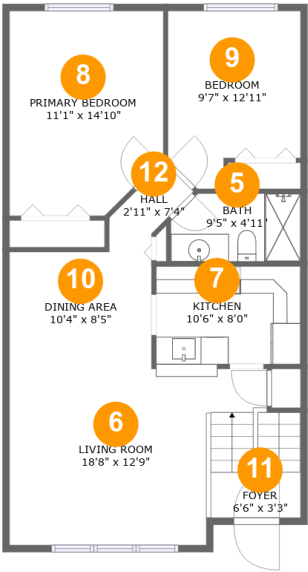 8
PRIMARY BEDROOM
11'1" x 14'10"
9
BEDROOM
9'7" x 12'11"
12
HALL
2'11" x 7'4"
5
BATH
9'5" x 4'11"
10
DINING AREA
10'4" x 8'5"
7
KITCHEN
10'6" x 8'0"
6
LIVING ROOM
18'8" x 12'9"
11
FOYER
6'6" x 3'3"